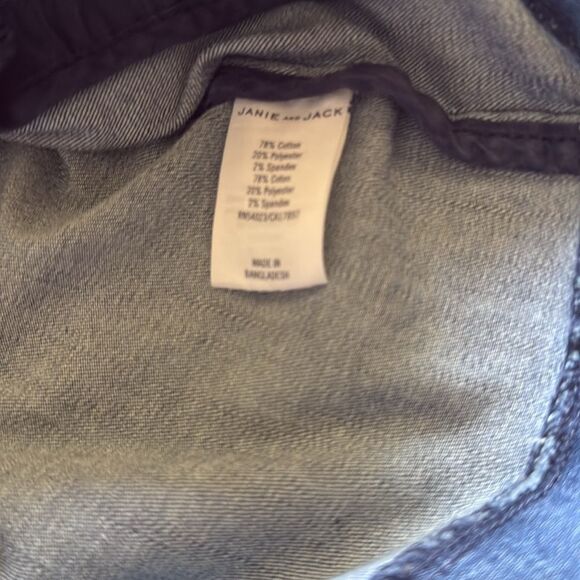 JANIE AND JACK
78% Cotton
20% Polyester
2% Spandex
78% Coton
20% Polyester
2% Spandex
MADE IN
BANGLADESH